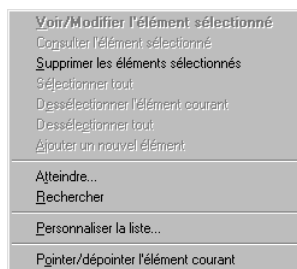 Voir/Modifier l'élément sélectionné
Consulter l'élément sélectionné
Supprimer les éléments sélectionnés
Sélectionner tout
Dessélectionner l'élément courant
Dessélectionner tout
Ajouter un nouvel élément
Atteindre...
Rechercher
Personnaliser la liste...
Pointer/dépointer l'élément courant